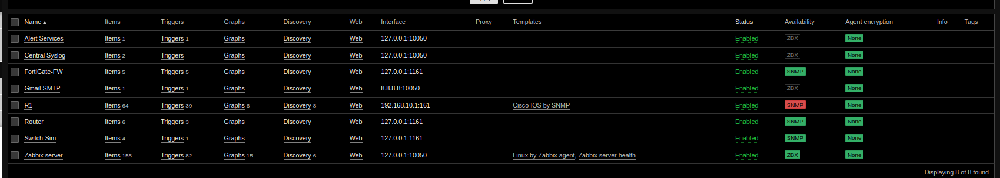 Name Items Triggers Graphs Discovery Web Interface Proxy Templates Status Availability Agent encryption Info Tags
Alert Services Items 1 Triggers 1 Graphs Discovery Web 127.0.0.1:10050 Enabled ZBX None
Central Syslog Items 2 Triggers Graphs Discovery Web 127.0.0.1:10050 Enabled ZBX None
FortiGate-FW Items 5 Triggers 5 Graphs Discovery Web 127.0.0.1:1161 Enabled SNMP None
Gmail SMTP Items 1 Triggers 1 Graphs Discovery Web 8.8.8.8:10050 Enabled ZBX None
R1 Items 64 Triggers 39 Graphs 6 Discovery 8 Web 192.168.10.1:161 Cisco IOS by SNMP Enabled SNMP None
Router Items 6 Triggers 3 Graphs Discovery Web 127.0.0.1:1161 Enabled SNMP None
Switch-Sim Items 4 Triggers 1 Graphs Discovery Web 127.0.0.1:1161 Enabled SNMP None
Zabbix server Items 155 Triggers 82 Graphs 15 Discovery 6 Web 127.0.0.1:10050 Linux by Zabbix agent, Zabbix server health Enabled ZBX None
Displaying 8 of 8 found